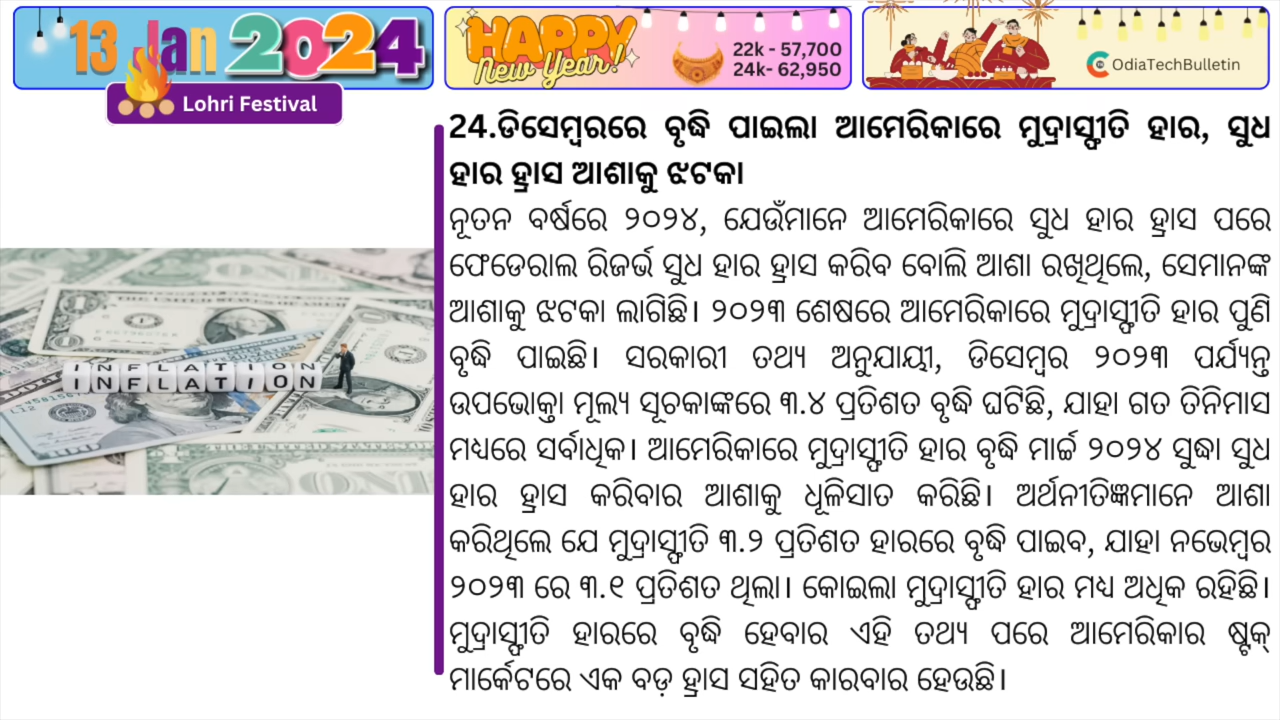 13 Jan 2024
Lohri Festival
HAPPY
New Year!
22k - 57,700
24k- 62,950
OdiaTechBulletin
24.ଡିସେମ୍ବରରେ ବୃଦ୍ଧି ପାଇଲା ଆମେରିକାରେ ମୁଦ୍ରାସ୍ଫୀତି ହାର, ସୁଧ
ହାର ହ୍ରାସ ଆଶାକୁ ଝଟକା
ନୂତନ ବର୍ଷରେ ୨୦୨୪, ଯେଉଁମାନେ ଆମେରିକାରେ ସୁଧ ହାର ହ୍ରାସ ପରେ
ଫେଡେରାଲ ରିଜର୍ଭ ସୁଧ ହାର ହ୍ରାସ କରିବ ବୋଲି ଆଶା ରଖିଥିଲେ, ସେମାନଙ୍କ
ଆଶାକୁ ଝଟକା ଲାଗିଛି। ୨୦୨୩ ଶେଷରେ ଆମେରିକାରେ ମୁଦ୍ରାସ୍ଫୀତି ହାର ପୁଣି
ବୃଦ୍ଧି ପାଇଛି। ସରକାରୀ ତଥ୍ୟ ଅନୁଯାୟୀ, ଡିସେମ୍ବର ୨୦୨୩ ପର୍ଯ୍ୟନ୍ତ
ଉପଭୋକ୍ତା ମୂଲ୍ୟ ସୂଚକାଙ୍କରେ ୩.୪ ପ୍ରତିଶତ ବୃଦ୍ଧି ଘଟିଛି, ଯାହା ଗତ ତିନିମାସ
ମଧ୍ୟରେ ସର୍ବାଧିକ। ଆମେରିକାରେ ମୁଦ୍ରାସ୍ଫୀତି ହାର ବୃଦ୍ଧି ମାର୍ଚ୍ଚ ୨୦୨୪ ସୁଦ୍ଧା ସୁଧ
ହାର ହ୍ରାସ କରିବାର ଆଶାକୁ ଧୂଳିସାତ କରିଛି। ଅର୍ଥନୀତିଜ୍ଞମାନେ ଆଶା
କରିଥିଲେ ଯେ ମୁଦ୍ରାସ୍ଫୀତି ୩.୨ ପ୍ରତିଶତ ହାରରେ ବୃଦ୍ଧି ପାଇବ, ଯାହା ନଭେମ୍ବର
୨୦୨୩ ରେ ୩.୧ ପ୍ରତିଶତ ଥିଲା। କୋଇଲା ମୁଦ୍ରାସ୍ଫୀତି ହାର ମଧ୍ୟ ଅଧିକ ରହିଛି।
ମୁଦ୍ରାସ୍ଫୀତି ହାରରେ ବୃଦ୍ଧି ହେବାର ଏହି ତଥ୍ୟ ପରେ ଆମେରିକାର ଷ୍ଟକ୍
ମାର୍କେଟରେ ଏକ ବଡ଼ ହ୍ରାସ ସହିତ କାରବାର ହେଉଛି।
INFLATION
INFLATION